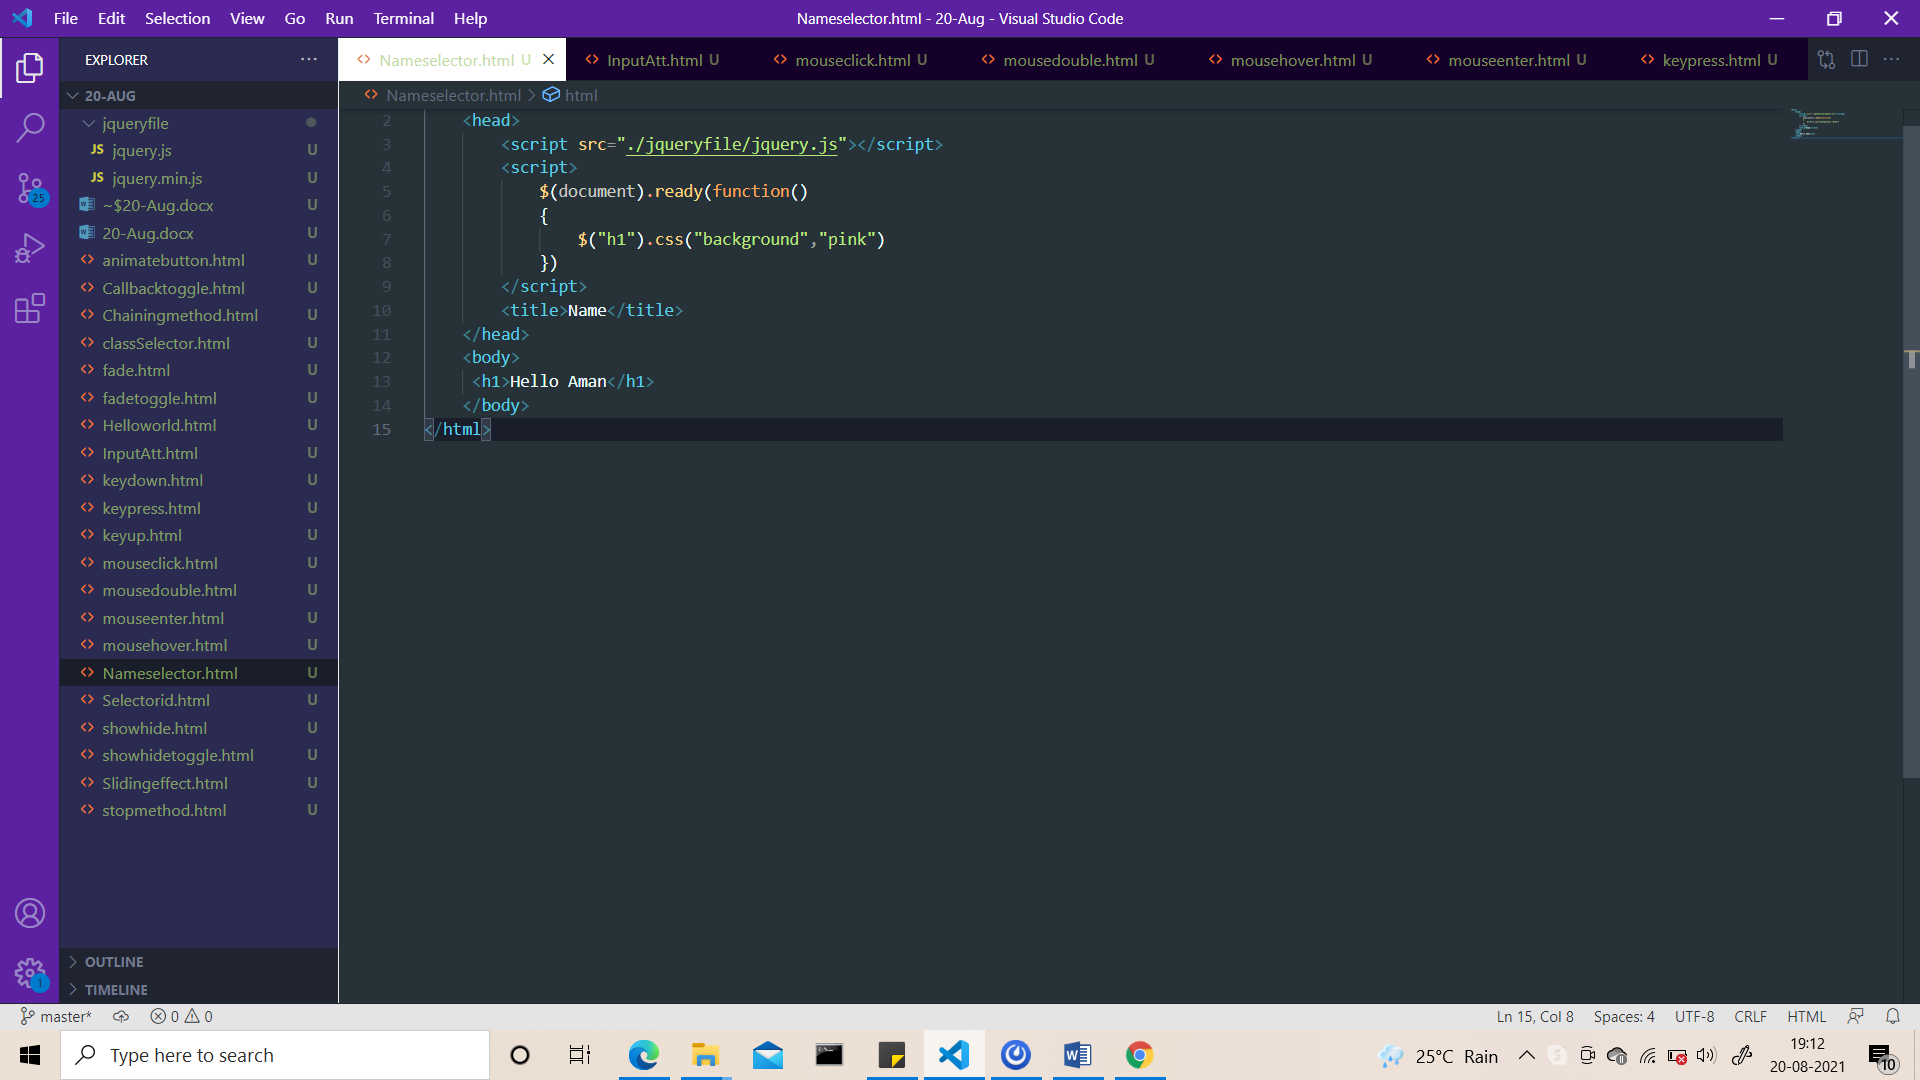 File Edit Selection View Go Run Terminal Help
Nameselector.html - 20-Aug - Visual Studio Code
EXPLORER
Nameselector.html U
InputAtt.html U
mouseclick.html U
mousedouble.html U
mousehover.html U
mouseenter.html U
keypress.html U
20-AUG
jqueryfile
JS jquery.js U
JS jquery.min.js U
~$20-Aug.docx U
20-Aug.docx U
animatebutton.html U
Callbacktoggle.html U
Chainingmethod.html U
classSelector.html U
fade.html U
fadetoggle.html U
Helloworld.html U
InputAtt.html U
keydown.html U
keypress.html U
keyup.html U
mouseclick.html U
mousedouble.html U
mouseenter.html U
mousehover.html U
Nameselector.html U
Selectorid.html U
showhide.html U
showhidetoggle.html U
Slidingeffect.html U
stopmethod.html U
OUTLINE
TIMELINE
25
1
Nameselector.html > html
2 <head>
3 <script src="./jqueryfile/jquery.js"></script>
4 <script>
5 $(document).ready(function()
6 {
7 $("h1").css("background","pink")
8 })
9 </script>
10 <title>Name</title>
11 </head>
12 <body>
13 <h1>Hello Aman</h1>
14 </body>
15 </html>
master* 0 0
Ln 15, Col 8 Spaces: 4 UTF-8 CRLF HTML
Type here to search
25°C Rain
19:12
20-08-2021
10